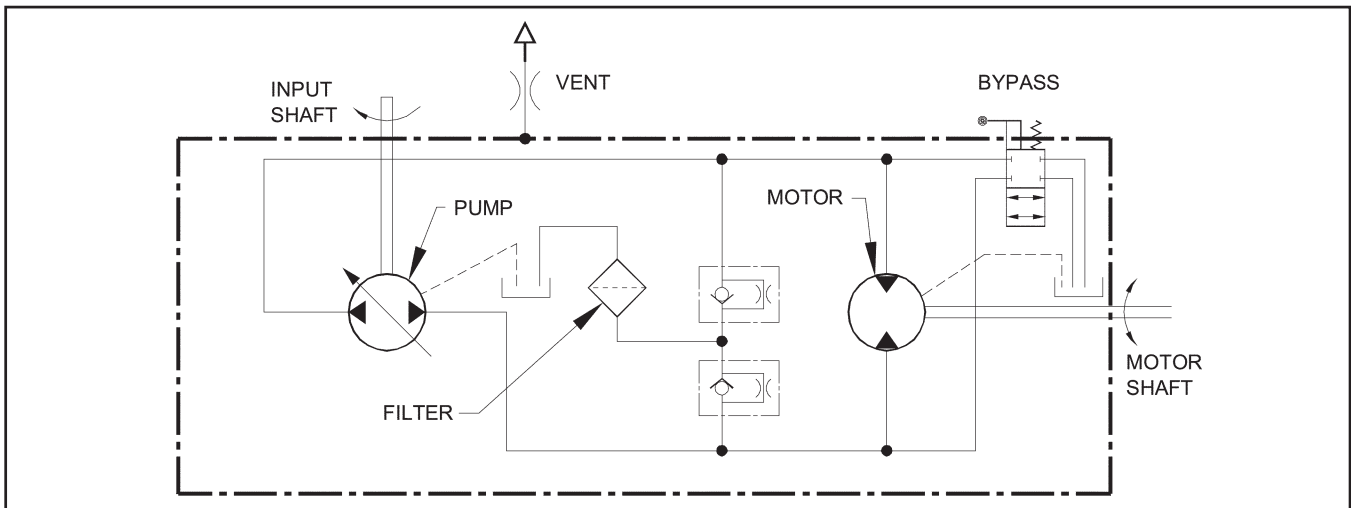 VENT
BYPASS
INPUT
SHAFT
MOTOR
PUMP
FILTER
MOTOR
SHAFT